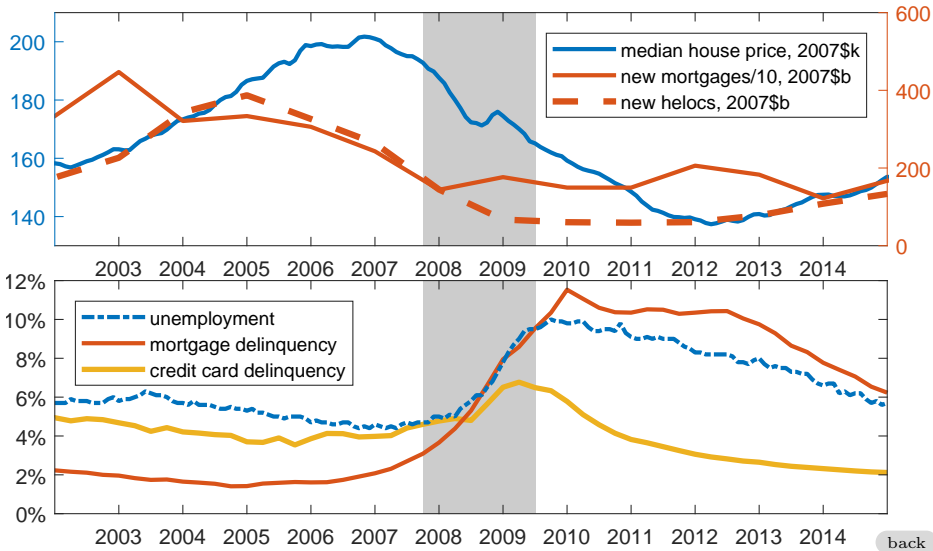 200
180
160
140
600
400
200
0
median house price, 2007$k
new mortgages/10, 2007$b
new helocs, 2007$b
2003 2004 2005 2006 2007 2008 2009 2010 2011 2012 2013 2014
12%
10%
8%
6%
4%
2%
0%
unemployment
mortgage delinquency
credit card delinquency
2003 2004 2005 2006 2007 2008 2009 2010 2011 2012 2013 2014
back